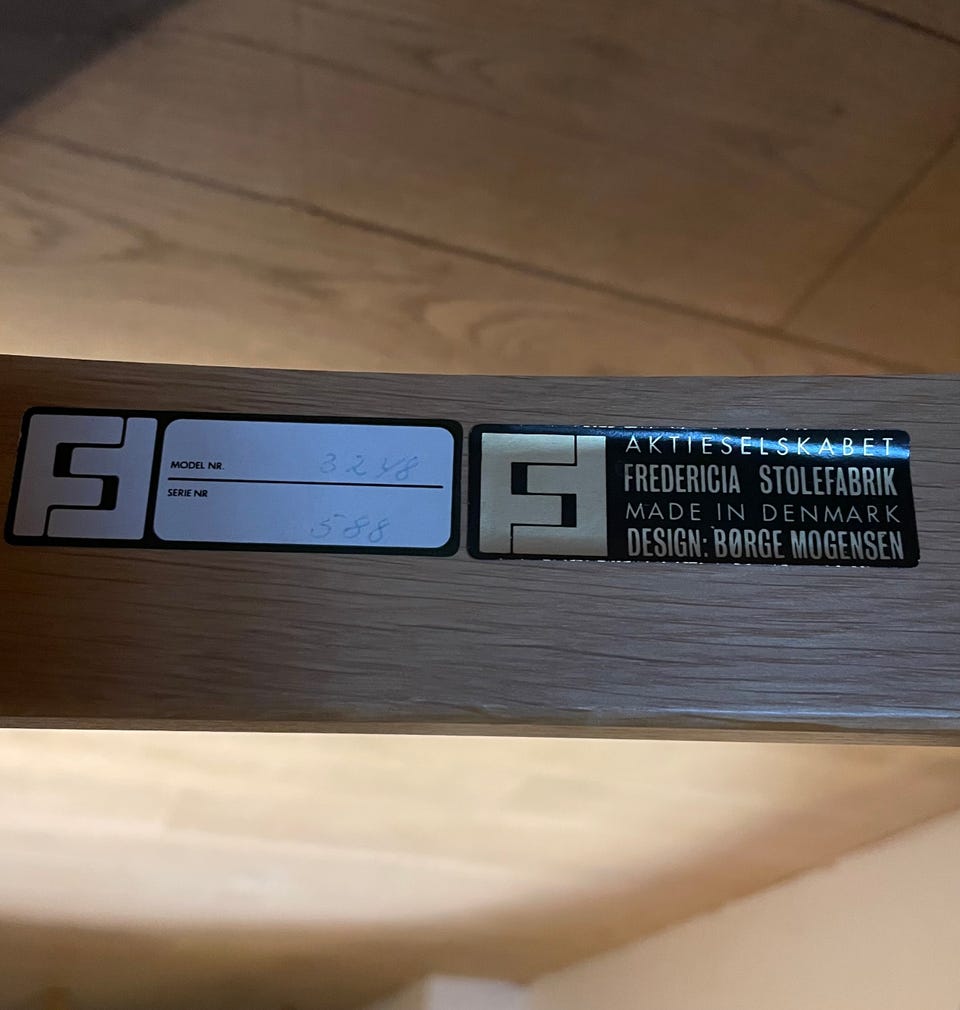 MODEL NR. 3248
SERIE NR 588
AKTIESELSKABET
FREDERICIA STOLEFABRIK
MADE IN DENMARK
DESIGN: BØRGE MOGENSEN